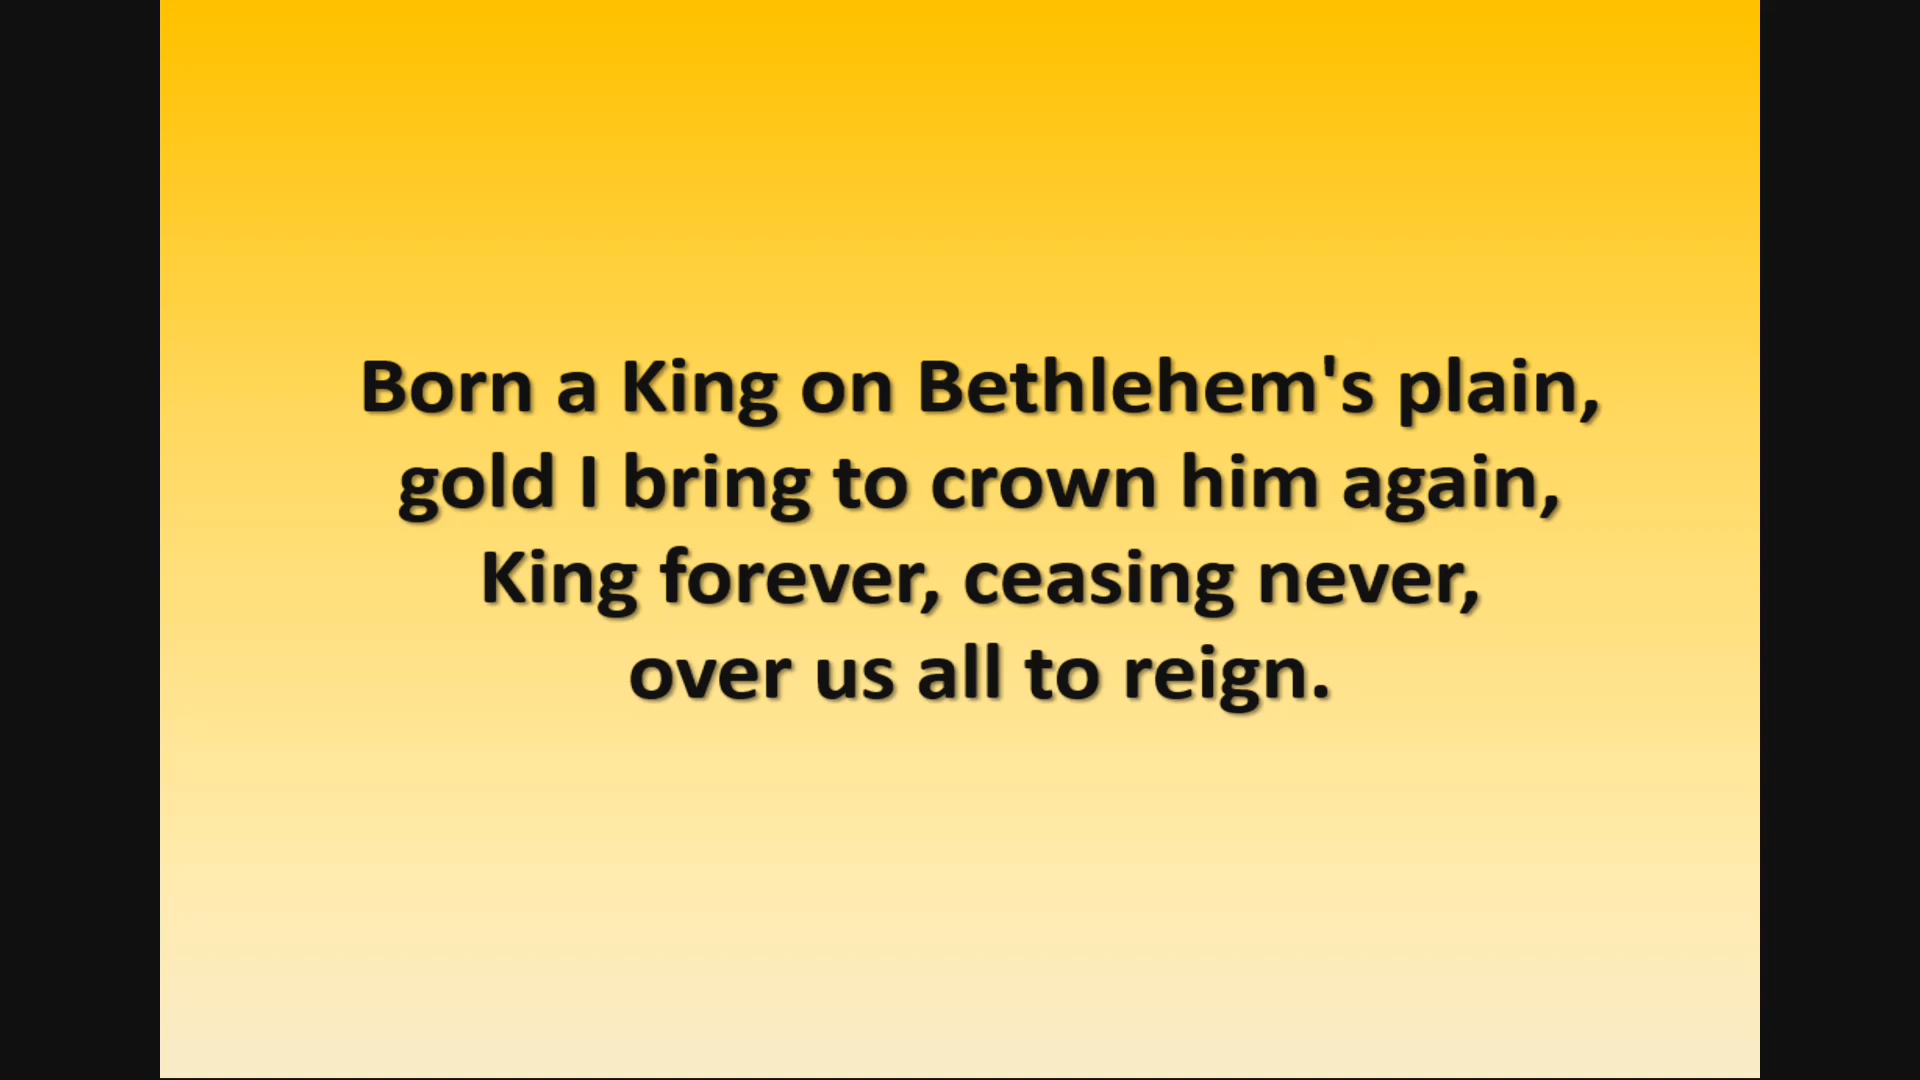 Born a King on Bethlehem's plain,
gold I bring to crown him again,
King forever, ceasing never,
over us all to reign.